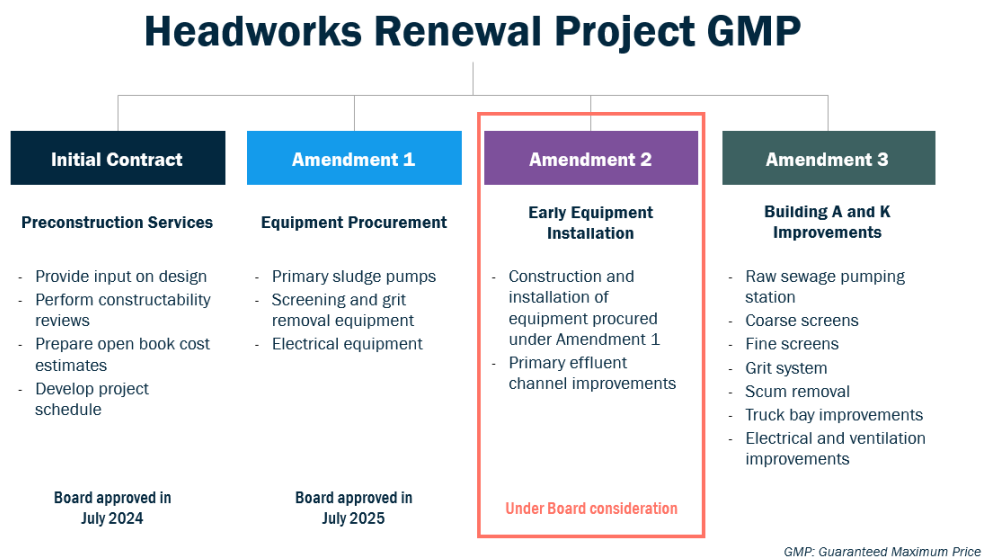 Headworks Renewal Project GMP
Initial Contract
Preconstruction Services
- Provide input on design
- Perform constructability
reviews
- Prepare open book cost
estimates
- Develop project
schedule
Board approved in
July 2024
Amendment 1
Equipment Procurement
- Primary sludge pumps
- Screening and grit
removal equipment
- Electrical equipment
Board approved in
July 2025
Amendment 2
Early Equipment
Installation
- Construction and
installation of
equipment procured
under Amendment 1
- Primary effluent
channel improvements
Under Board consideration
Amendment 3
Building A and K
Improvements
- Raw sewage pumping
station
- Coarse screens
- Fine screens
- Grit system
- Scum removal
- Truck bay improvements
- Electrical and ventilation
improvements
GMP: Guaranteed Maximum Price